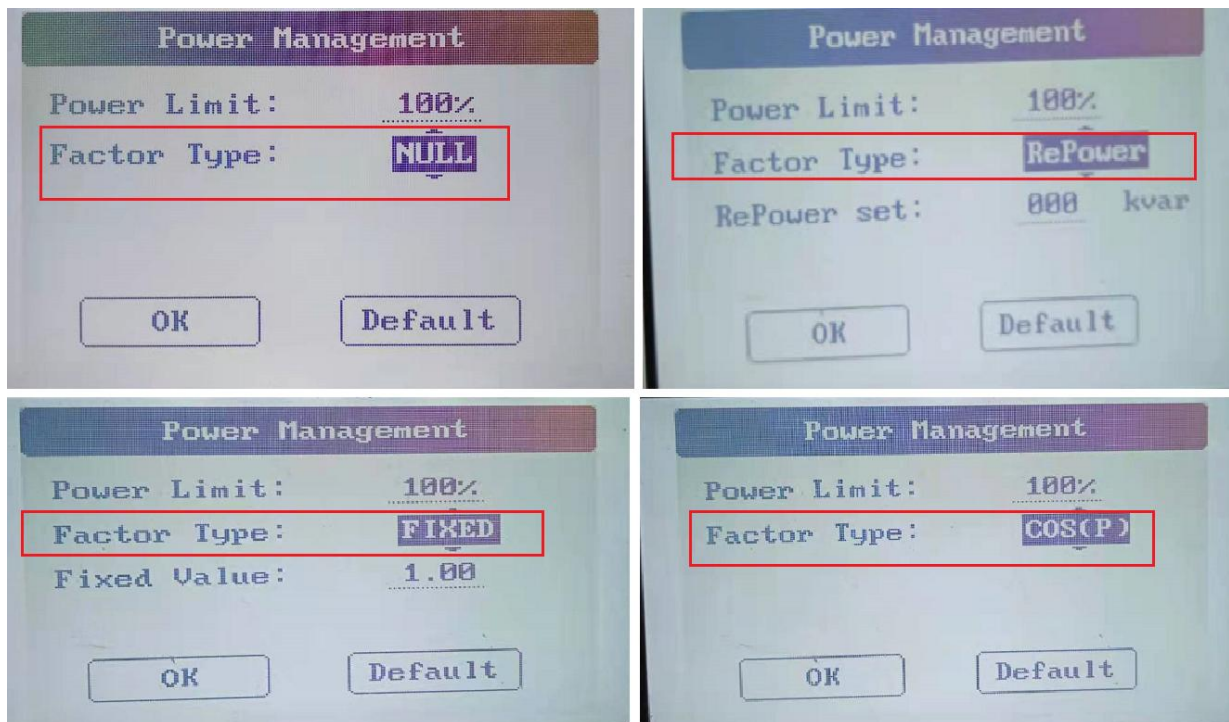 Power Management
Power Limit: 100%
Factor Type: NULL
OK Default
Power Management
Power Limit: 100%
Factor Type: RePower
RePower set: 000 kvar
OK Default
Power Management
Power Limit: 100%
Factor Type: FIXED
Fixed Value: 1.00
OK Default
Power Management
Power Limit: 100%
Factor Type: COS(P)
OK Default